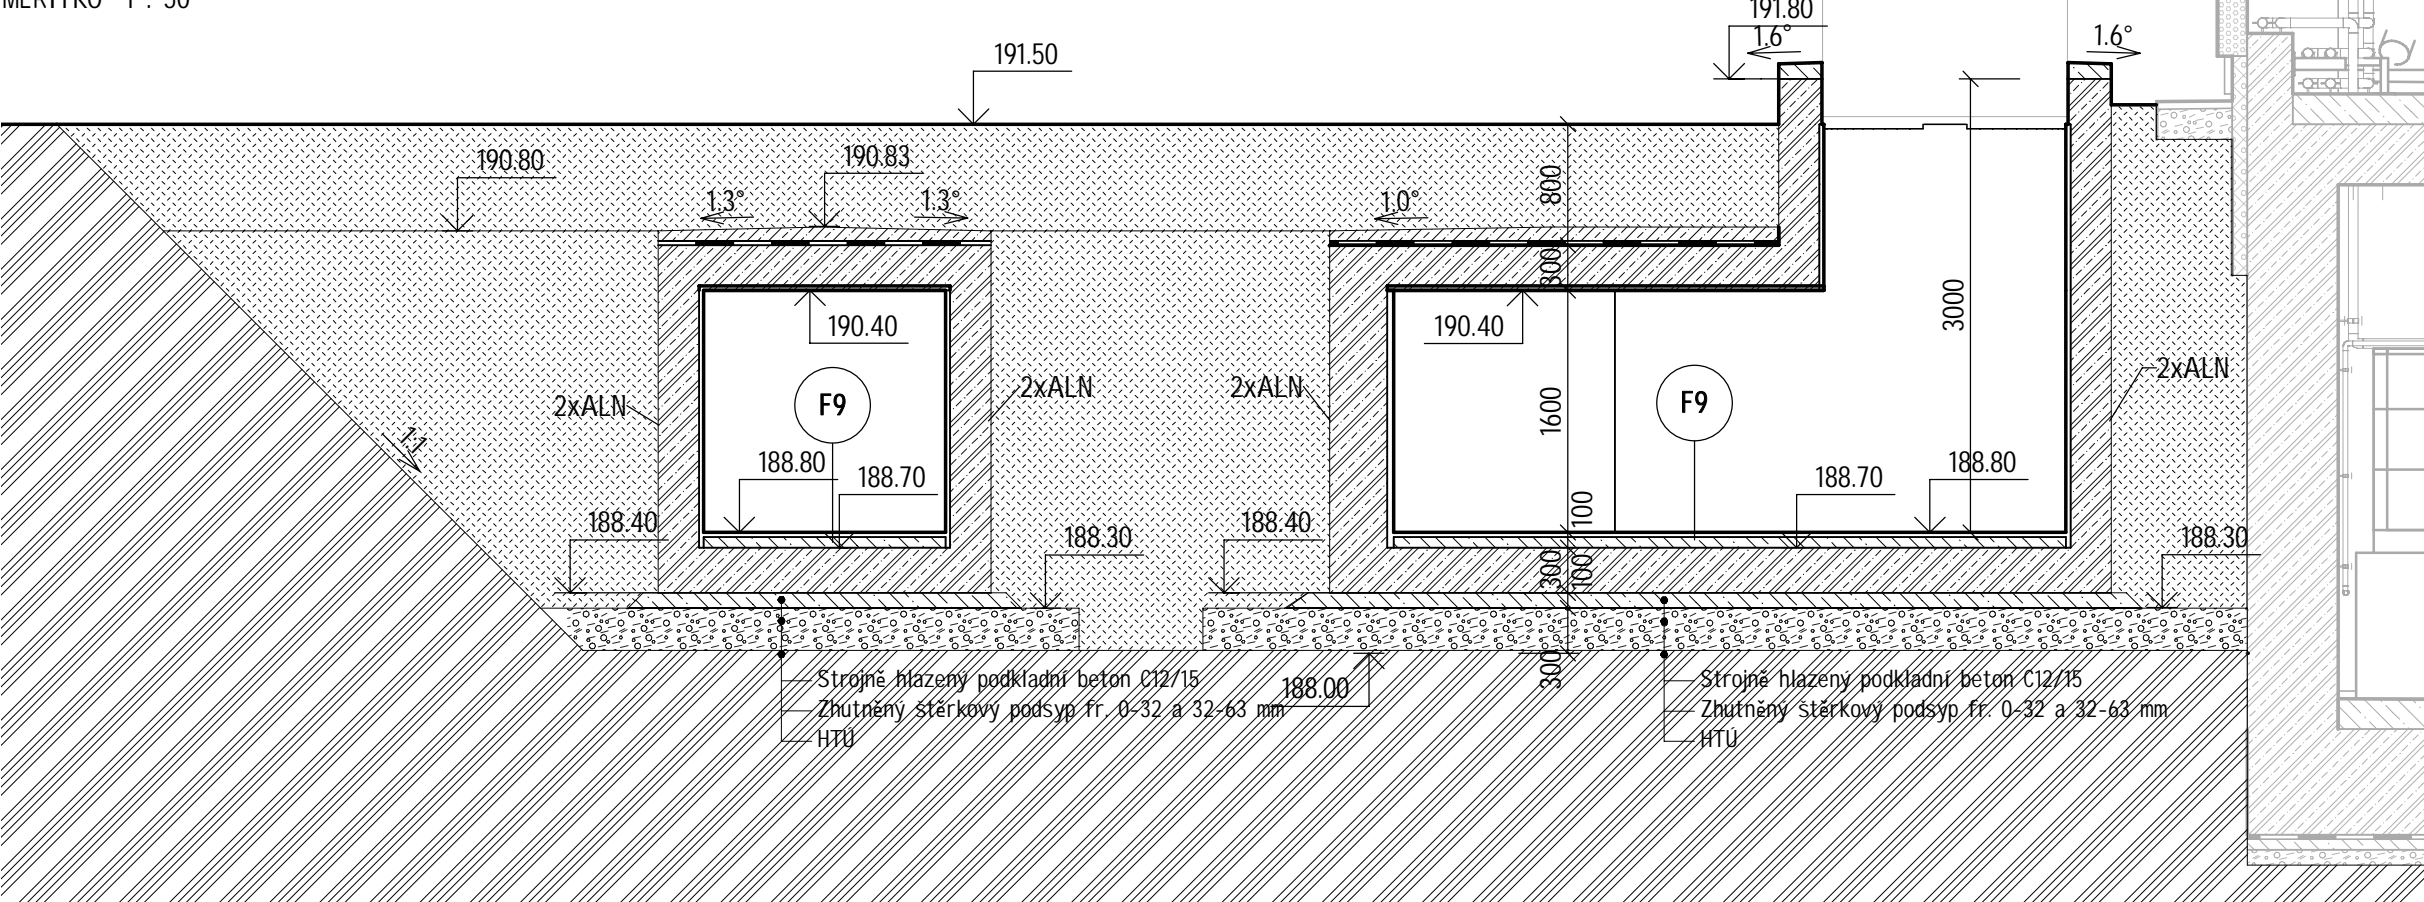 MĚŘÍTKO 1 : 50
191.80
1.6°
1.6°
191.50
190.80
190.83
1.3°
1.3°
1.0°
800
300
190.40
190.40
3000
2xALN
F9
2xALN
2xALN
1600
F9
2xALN
188.80
188.70
188.70
188.80
1:1
188.40
188.30
188.40
100
188.30
300
100
Strojně hlazený podkladní beton C12/15
188.00
300
Strojně hlazený podkladní beton C12/15
Zhutněný štěrkový podsyp fr. 0-32 a 32-63 mm
Zhutněný štěrkový podsyp fr. 0-32 a 32-63 mm
HTÚ
HTÚ